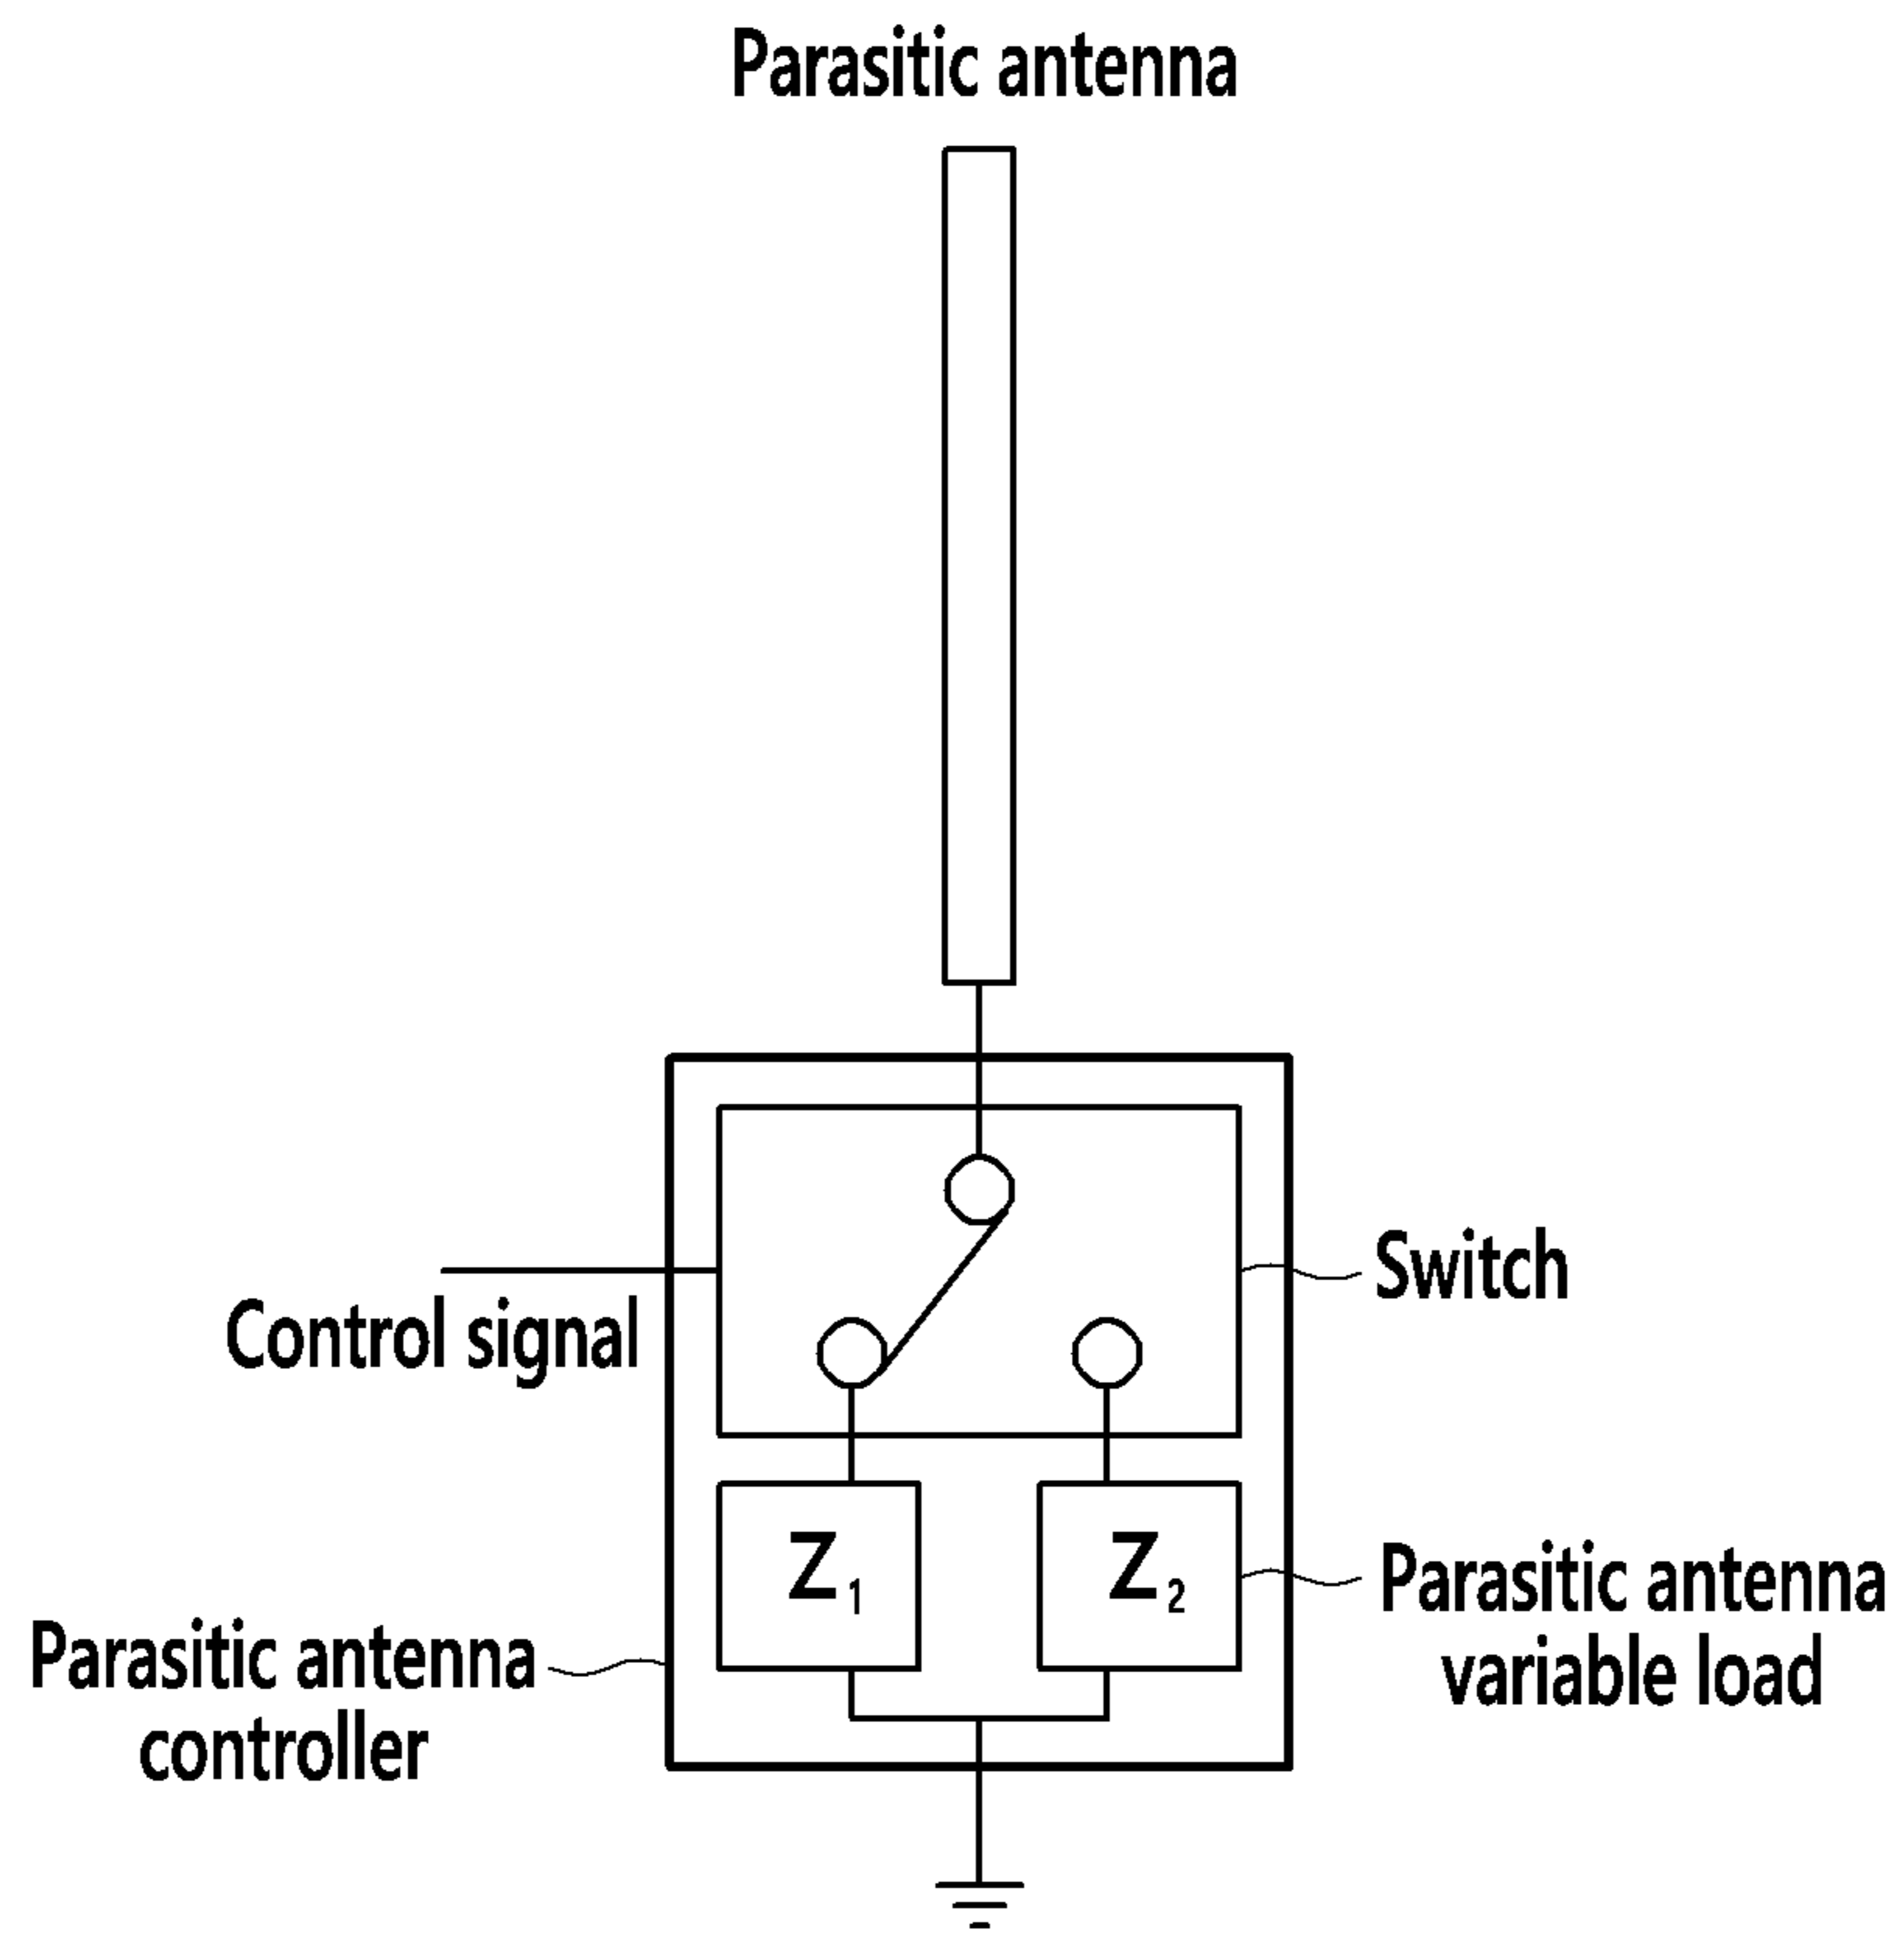 Parasitic antenna
Switch
Control signal
Z1
Z2
Parasitic antenna
variable load
Parasitic antenna
controller